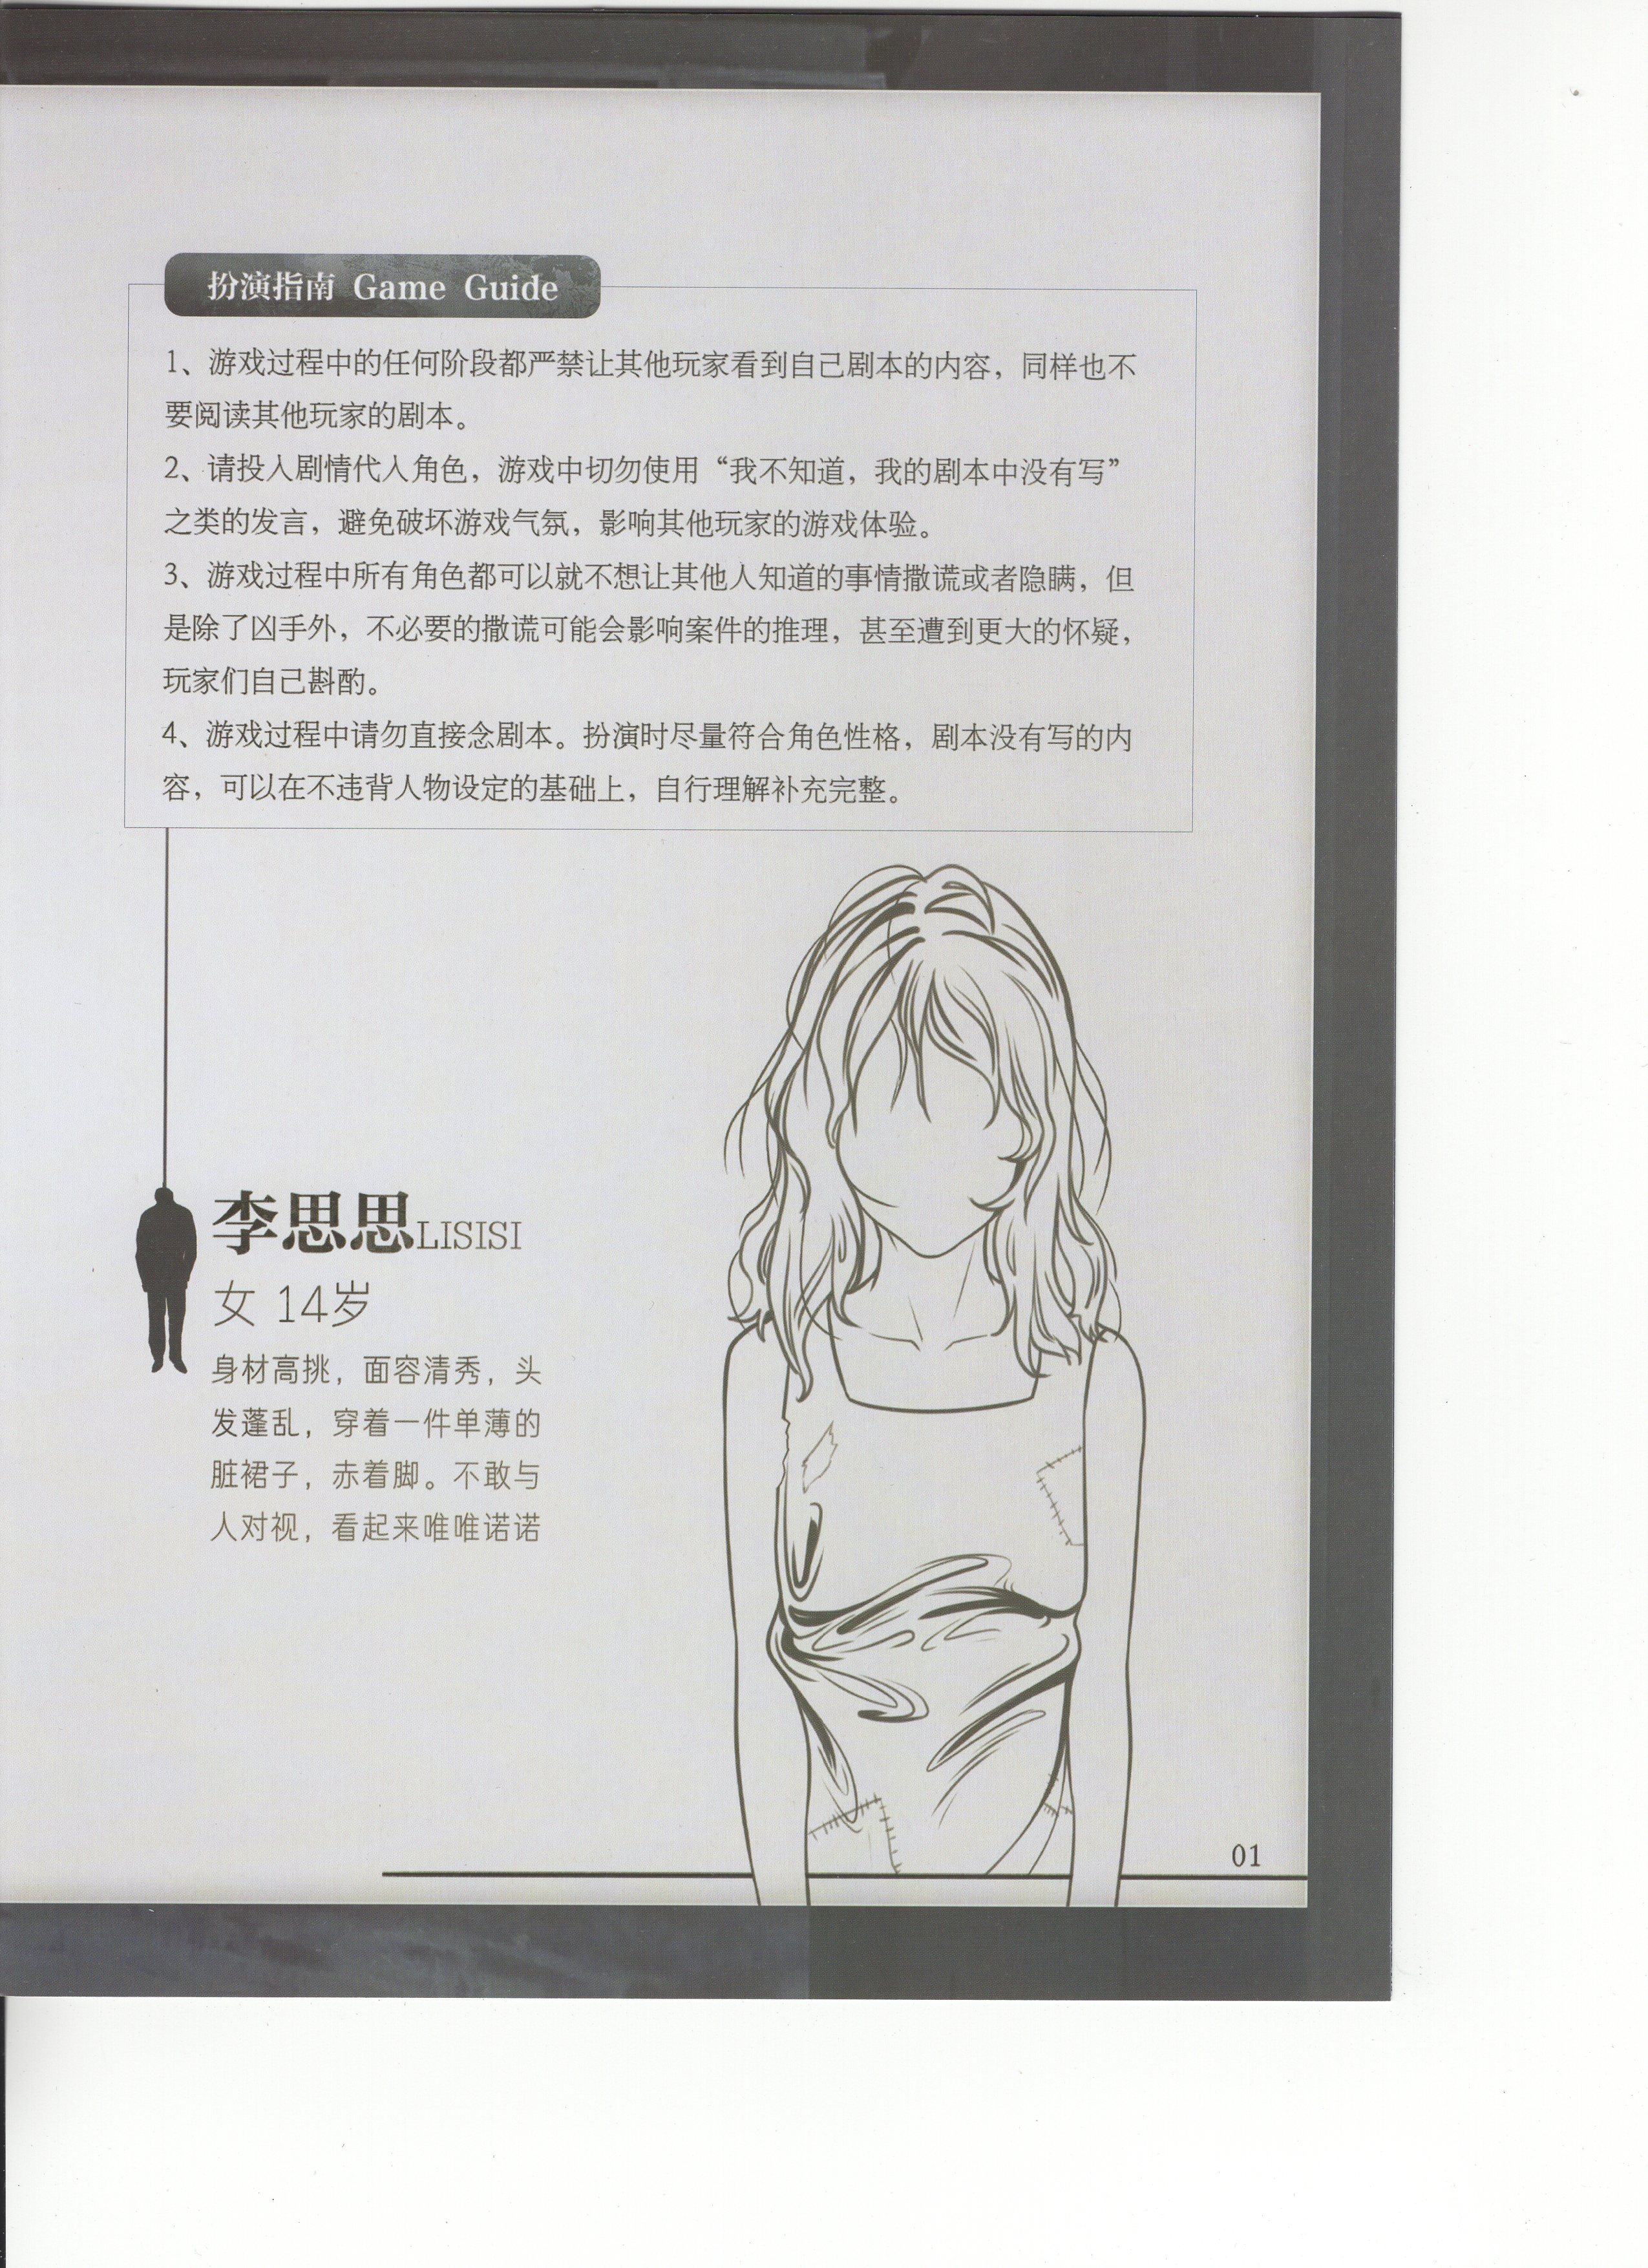 扮演指南 Game Guide
1、游戏过程中的任何阶段都严禁让其他玩家看到自己剧本的内容，同样也不
要阅读其他玩家的剧本。
2、请投入剧情代入角色，游戏中切勿使用“我不知道，我的剧本中没有写”
之类的发言，避免破坏游戏气氛，影响其他玩家的游戏体验。
3、游戏过程中所有角色都可以就不想让其他人知道的事情撒谎或者隐瞒，但
是除了凶手外，不必要的撒谎可能会影响案件的推理，甚至遭到更大的怀疑，
玩家们自己斟酌。
4、游戏过程中请勿直接念剧本。扮演时尽量符合角色性格，剧本没有写的内
容，可以在不违背人物设定的基础上，自行理解补充完整。
李思思LISISI
女 14岁
身材高挑，面容清秀，头
发蓬乱，穿着一件单薄的
脏裙子，赤着脚。不敢与
人对视，看起来唯唯诺诺
01